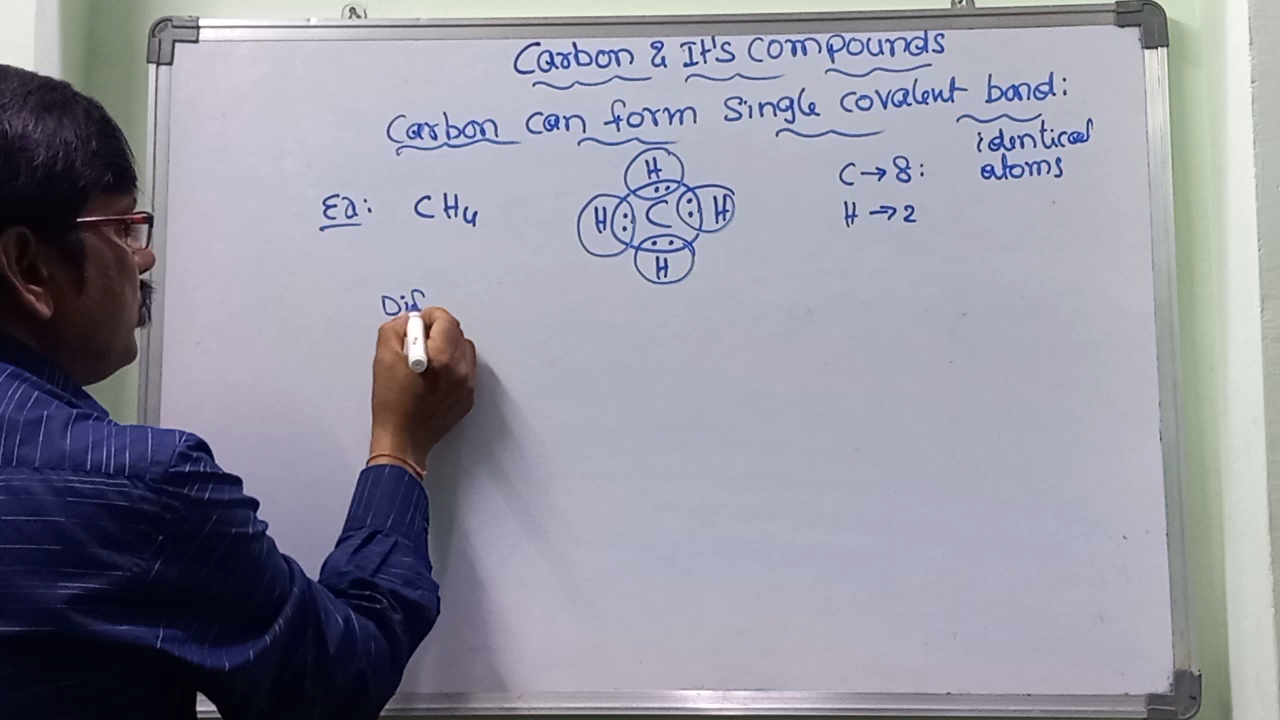 Carbon & It's Compounds
Carbon can form Single covalent bond:
identical
atoms
Ex: CH4
H
H : C : H
H
C → 8:
H → 2
Dif